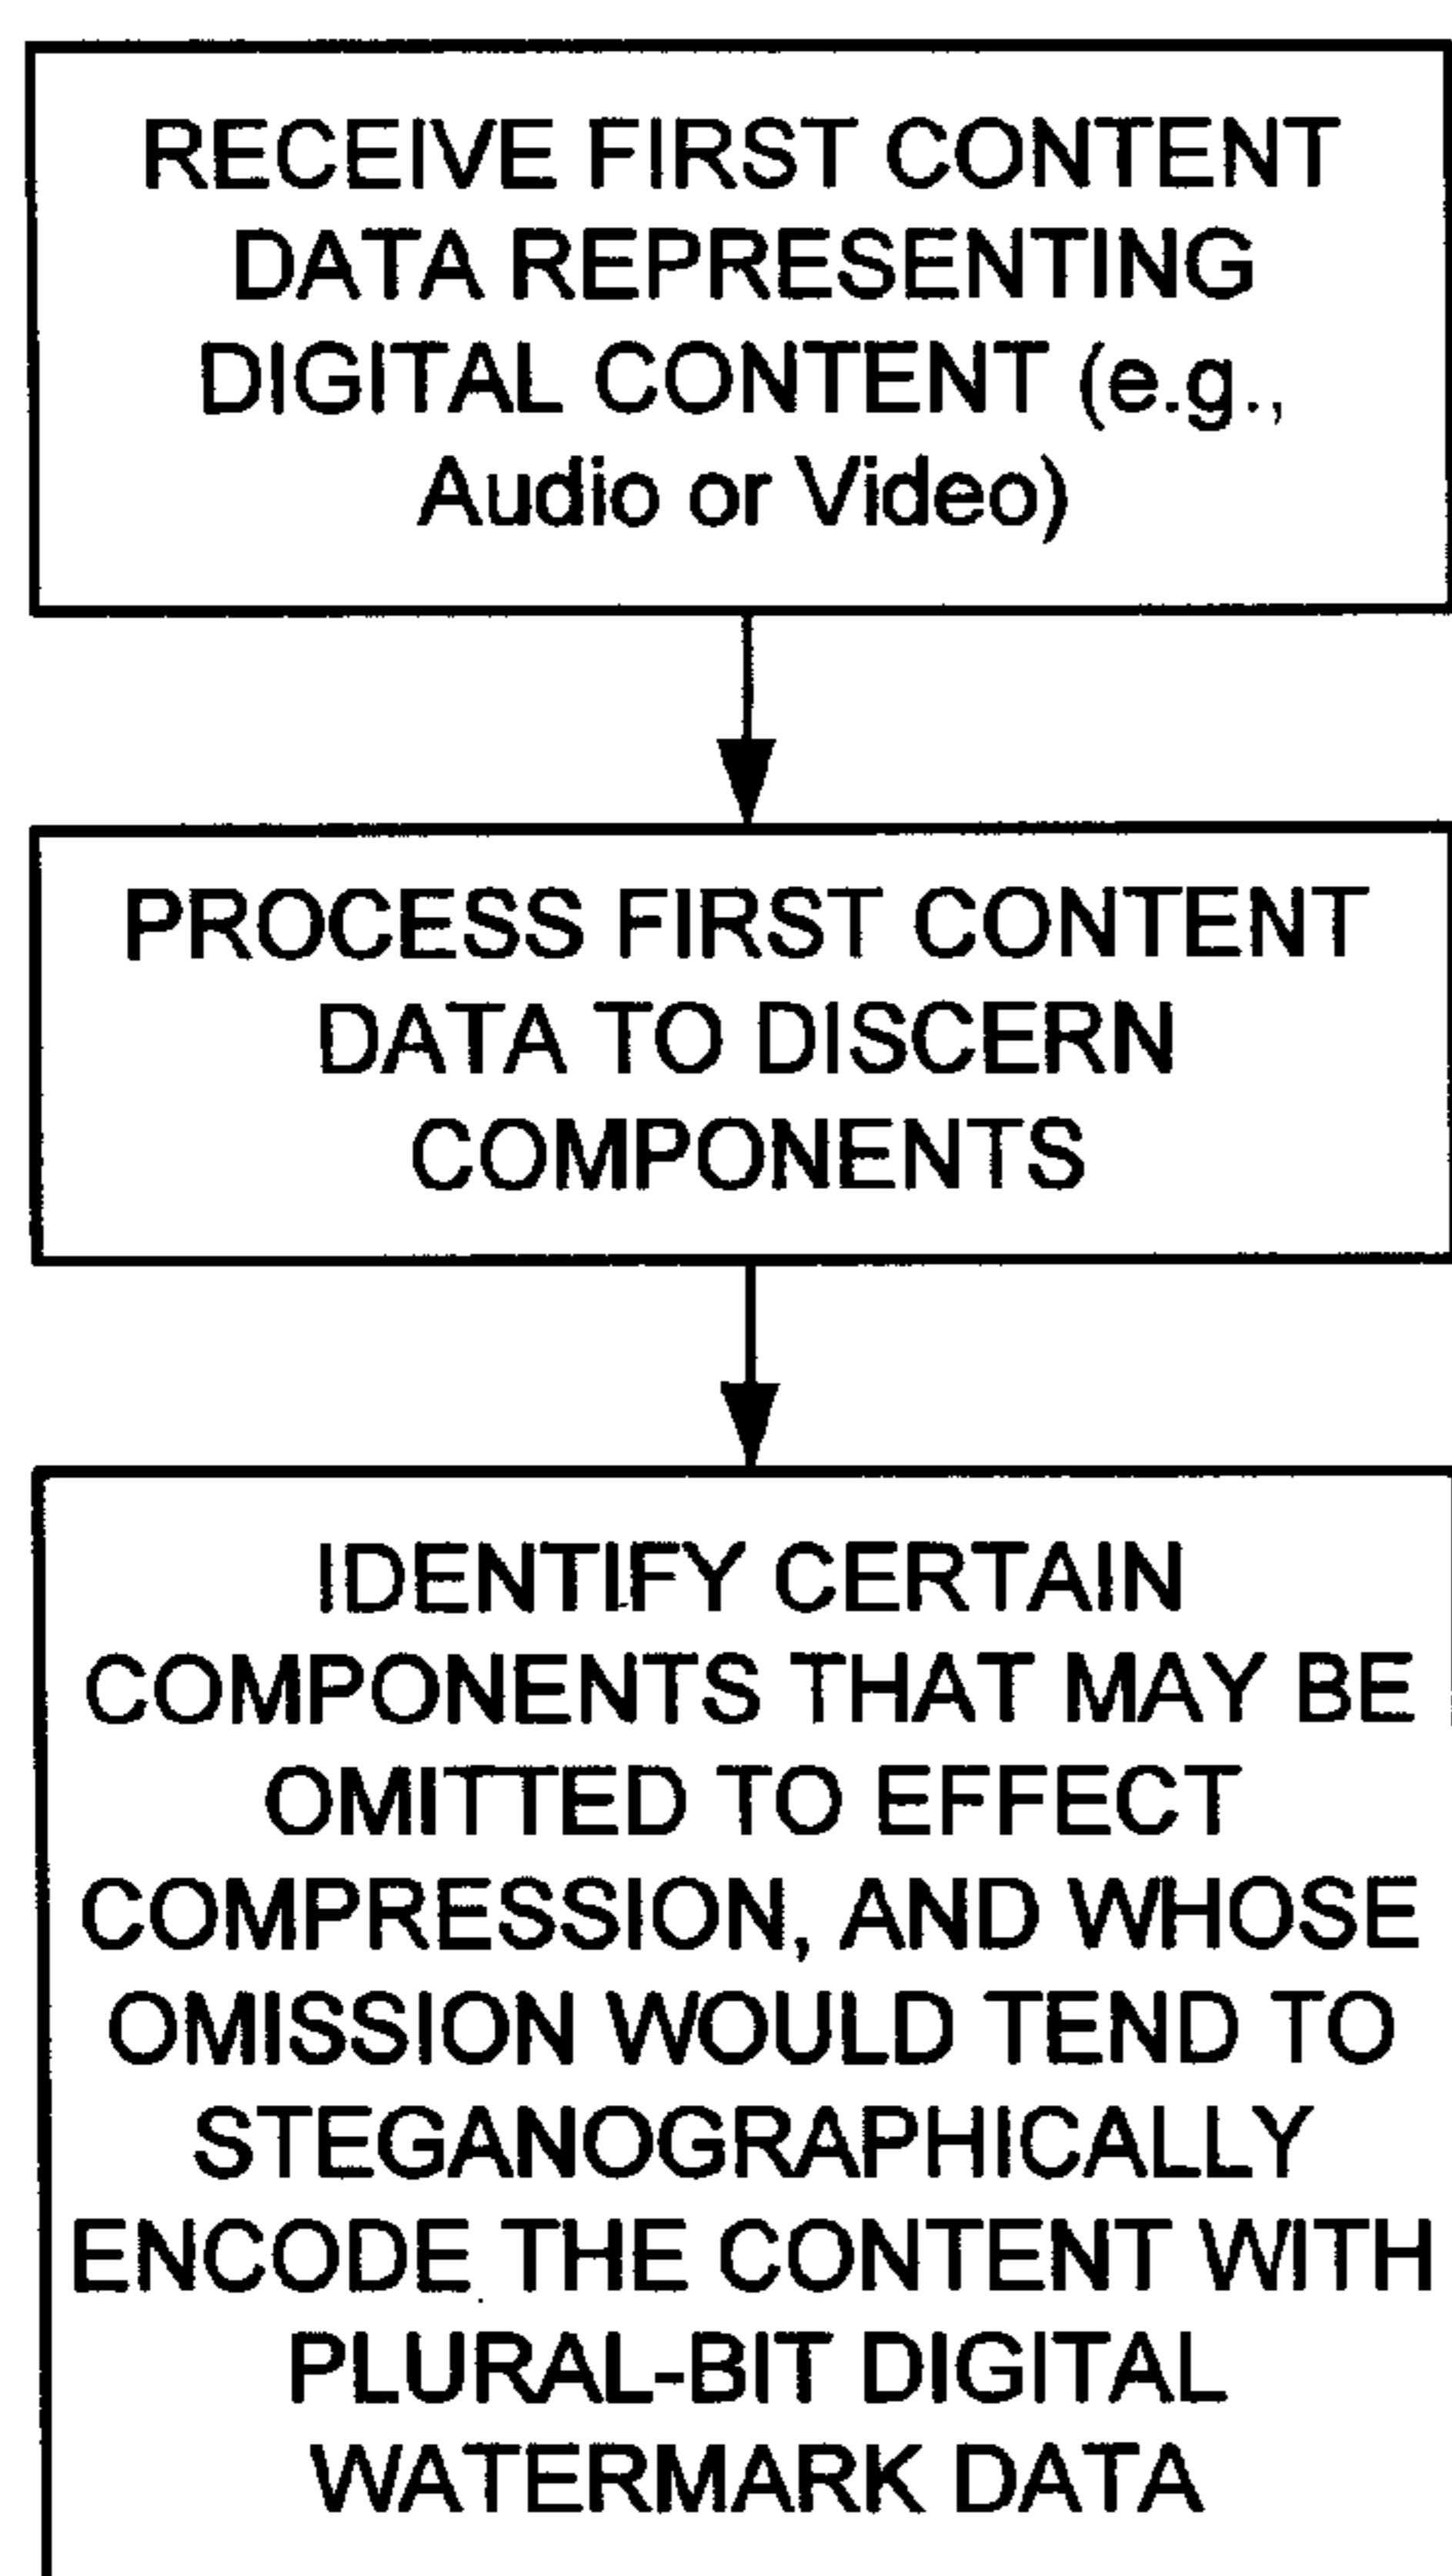 RECEIVE FIRST CONTENT
DATA REPRESENTING
DIGITAL CONTENT (e.g.,
Audio or Video)
PROCESS FIRST CONTENT
DATA TO DISCERN
COMPONENTS
IDENTIFY CERTAIN
COMPONENTS THAT MAY BE
OMITTED TO EFFECT
COMPRESSION, AND WHOSE
OMISSION WOULD TEND TO
STEGANOGRAPHICALLY
ENCODE THE CONTENT WITH
PLURAL-BIT DIGITAL
WATERMARK DATA